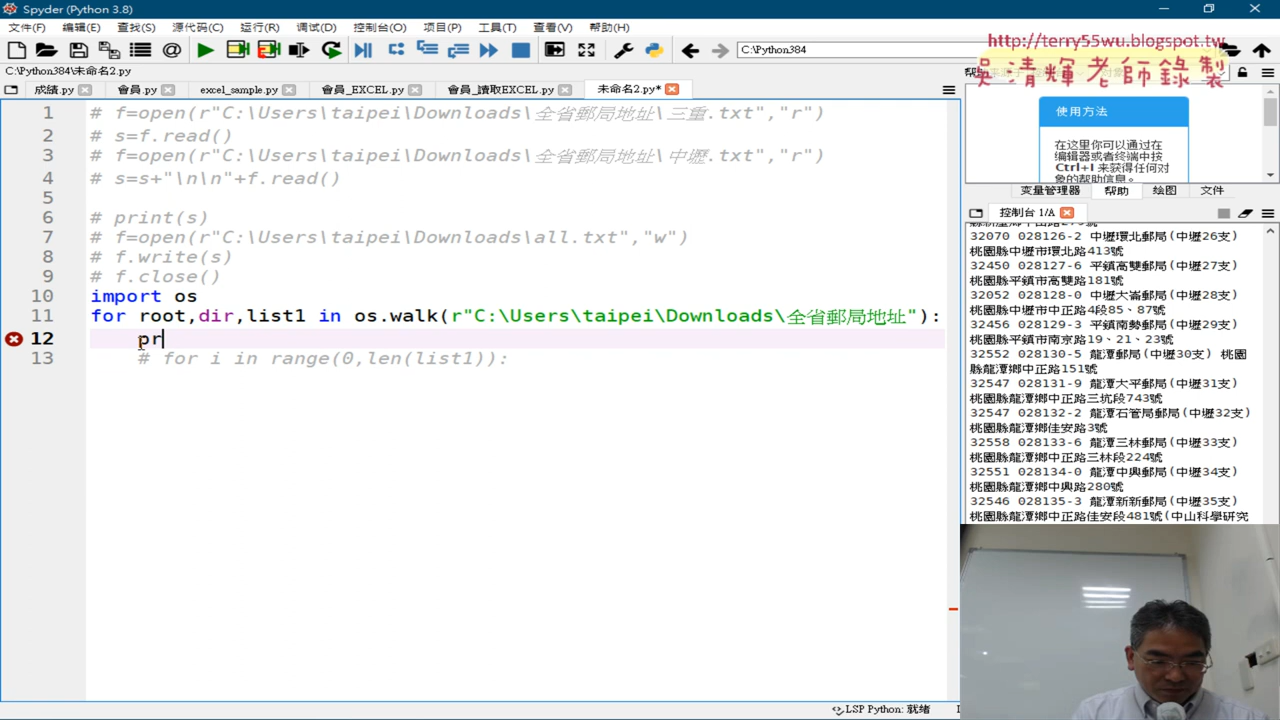 Spyder (Python 3.8)
文件(F) 编辑(E) 查找(S) 源代码(C) 运行(R) 调试(D) 控制台(O) 项目(P) 工具(T) 查看(V) 帮助(H)
C:\Python384
http://terry55wu.blogspot.tw
吳清輝老師錄製
C:\Python384\未命名2.py
成績.py 會員.py excel_sample.py 會員_EXCEL.py 會員_讀取EXCEL.py 未命名2.py*
1 # f=open(r"C:\Users\taipei\Downloads\全省郵局地址\三重.txt","r")
2 # s=f.read()
3 # f=open(r"C:\Users\taipei\Downloads\全省郵局地址\中壢.txt","r")
4 # s=s+"\n\n"+f.read()
5
6 # print(s)
7 # f=open(r"C:\Users\taipei\Downloads\all.txt","w")
8 # f.write(s)
9 # f.close()
10 import os
11 for root,dir,list1 in os.walk(r"C:\Users\taipei\Downloads\全省郵局地址"):
12 pr
13 # for i in range(0,len(list1)):
使用方法
在这里你可以通过在
编辑器或者终端中按
Ctrl+I 来获得任何对
象的帮助信息。
变量管理器 帮助 绘图 文件
控制台 1/A
32070 028126-2 中壢環北郵局(中壢26支)
桃園縣中壢市環北路413號
32450 028127-6 平鎮高雙郵局(中壢27支)
桃園縣平鎮市高雙路181號
32052 028128-0 中壢大崙郵局(中壢28支)
桃園縣中壢市中正路4段85、87號
32456 028129-3 平鎮南勢郵局(中壢29支)
桃園縣平鎮市南京路19、21、23號
32552 028130-5 龍潭郵局(中壢30支) 桃園
縣龍潭鄉中正路151號
32547 028131-9 龍潭大平郵局(中壢31支)
桃園縣龍潭鄉中正路三坑段743號
32547 028132-2 龍潭石管局郵局(中壢32支)
桃園縣龍潭鄉佳安路3號
32558 028133-6 龍潭三林郵局(中壢33支)
桃園縣龍潭鄉中正路三林段224號
32551 028134-0 龍潭中興郵局(中壢34支)
桃園縣龍潭鄉中興路280號
32546 028135-3 龍潭新新郵局(中壢35支)
桃園縣龍潭鄉中正路佳安段481號(中山科學研究
LSP Python: 就绪